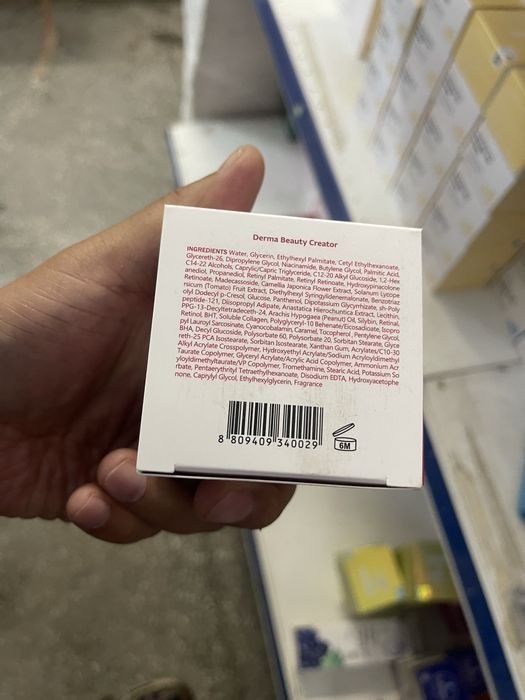 Derma Beauty Creator
INGREDIENTS Water, Glycerin, Ethylhexyl Palmitate, Cetyl Ethylhexanoate,
Glycereth-26, Dipropylene Glycol, Niacinamide, Butylene Glycol, Palmitic Acid,
C14-22 Alcohols, Caprylic/Capric Triglyceride, C12-20 Alkyl Glucoside, 1,2-Hex
anediol, Propanediol, Retinyl Palmitate, Retinyl Retinoate, Hydroxypinacolone
Retinoate, Madecassoside, Camellia Japonica Flower Extract, Solanum Lycope
rsicum (Tomato) Fruit Extract, Diethylhexyl Syringylidenemalonate, Benzotriaz
olyl Dodecyl p-Cresol, Glucose, Panthenol, Dipotassium Glycyrrhizate, sh-Poly
peptide-121, Diisopropyl Adipate, Anastatica Hierochuntica Extract, Lecithin,
PPG-13-Decyltetradeceth-24, Arachis Hypogaea (Peanut) Oil, Silybin, Retinal,
Retinol, BHT, Soluble Collagen, Polyglyceryl-10 Behenate/Eicosadioate, Isopro
pyl Lauroyl Sarcosinate, Cyanocobalamin, Caramel, Tocopherol, Pentylene Glycol,
BHA, Decyl Glucoside, Polysorbate 60, Polysorbate 20, Sorbitan Stearate, Glyce
reth-25 PCA Isostearate, Sorbitan Isostearate, Xanthan Gum, Acrylates/C10-30
Alkyl Acrylate Crosspolymer, Hydroxyethyl Acrylate/Sodium Acryloyldimethyl
Taurate Copolymer, Glyceryl Acrylate/Acrylic Acid Copolymer, Ammonium Acr
yloyldimethyltaurate/VP Copolymer, Tromethamine, Stearic Acid, Potassium So
rbate, Pentaerythrityl Tetraethylhexanoate, Disodium EDTA, Hydroxyacetophe
none, Caprylyl Glycol, Ethylhexylglycerin, Fragrance
8 809409 340029
6M